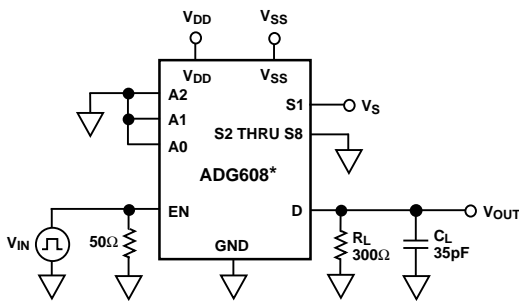 VDD VSS
VDD VSS
A2
A1
A0
S1 VS
S2 THRU S8
ADG608*
EN D VOUT
VIN 50Ω
GND
RL
300Ω
CL
35pF